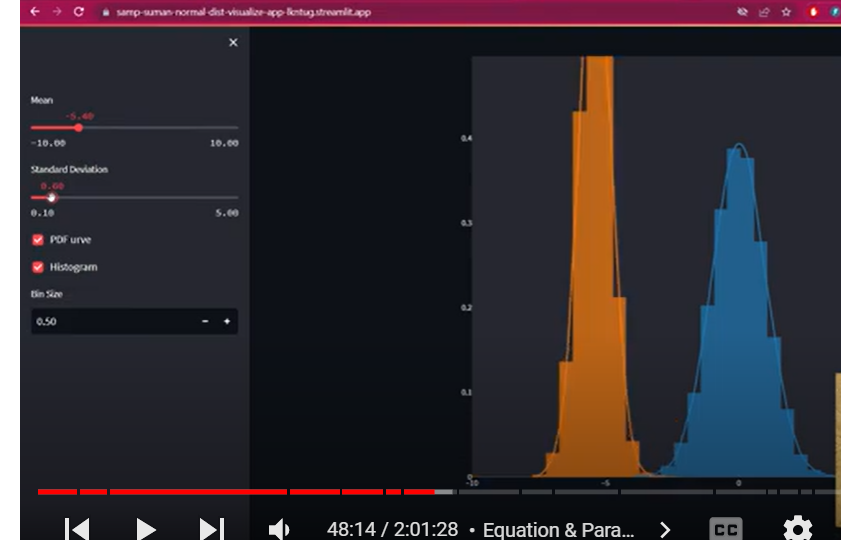 samp-suman-normal-dist-visualize-app-lkntug.streamlit.app
Mean
-5.40
-10.00 10.00
Standard Deviation
0.60
0.10 5.00
PDF urve
Histogram
Bin Size
0.50
0.4
0.3
0.2
0.1
0
-10 -5 0
48:14 / 2:01:28 • Equation & Para...
CC